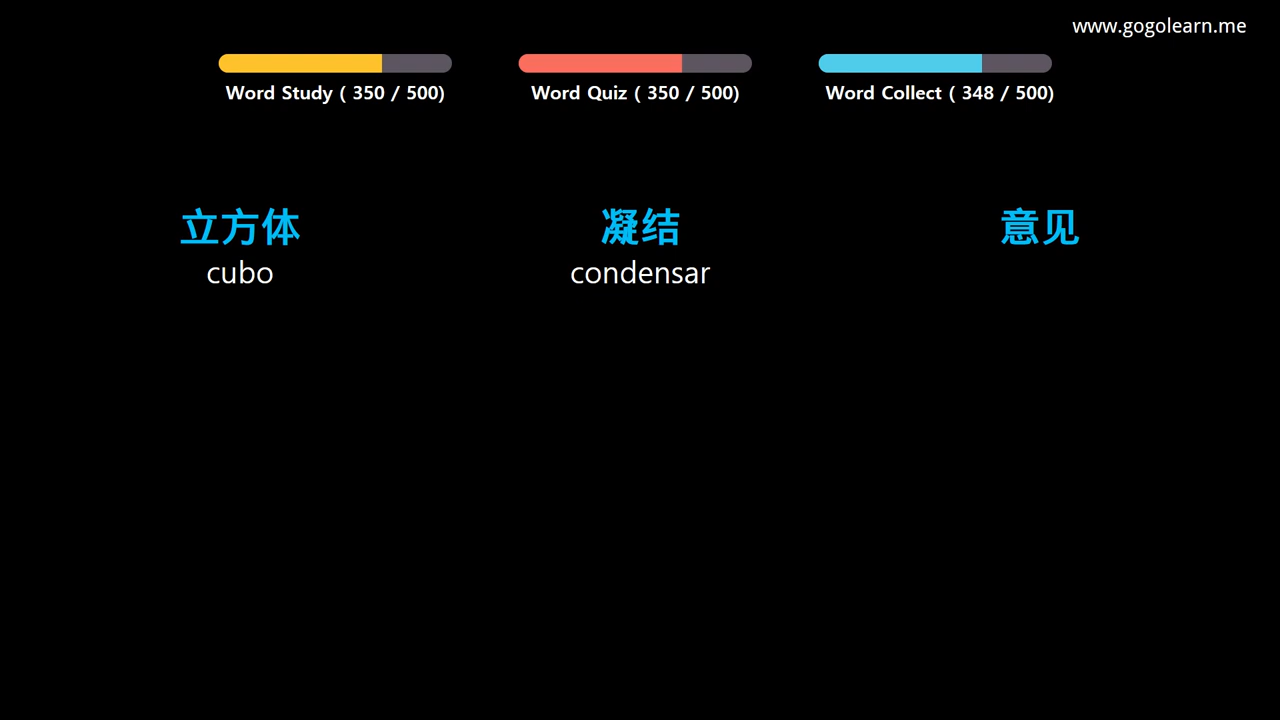 www.gogolearn.me
Word Study ( 350 / 500)
Word Quiz ( 350 / 500)
Word Collect ( 348 / 500)
立方体
凝结
意见
cubo
condensar